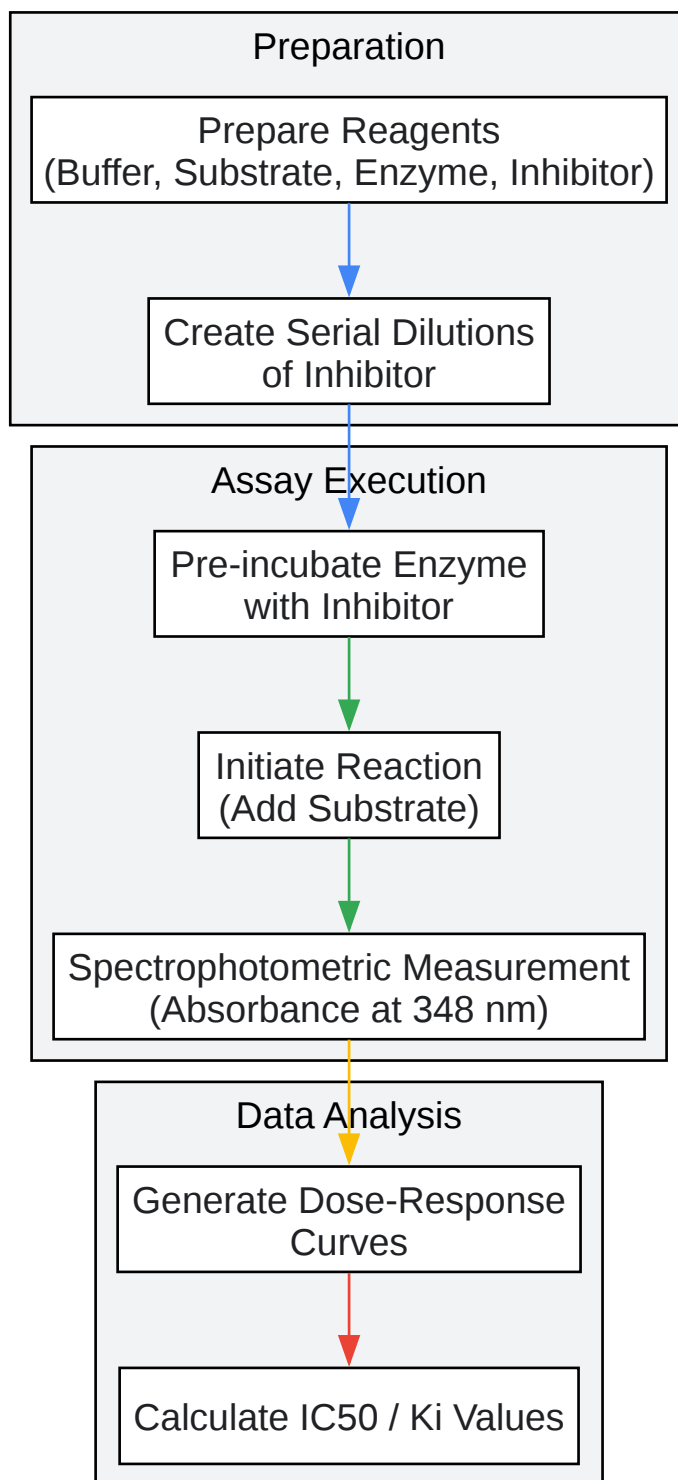 Preparation
Prepare Reagents
(Buffer, Substrate, Enzyme, Inhibitor)
Create Serial Dilutions
of Inhibitor
Assay Execution
Pre-incubate Enzyme
with Inhibitor
Initiate Reaction
(Add Substrate)
Spectrophotometric Measurement
(Absorbance at 348 nm)
Data Analysis
Generate Dose-Response
Curves
Calculate IC50 / Ki Values